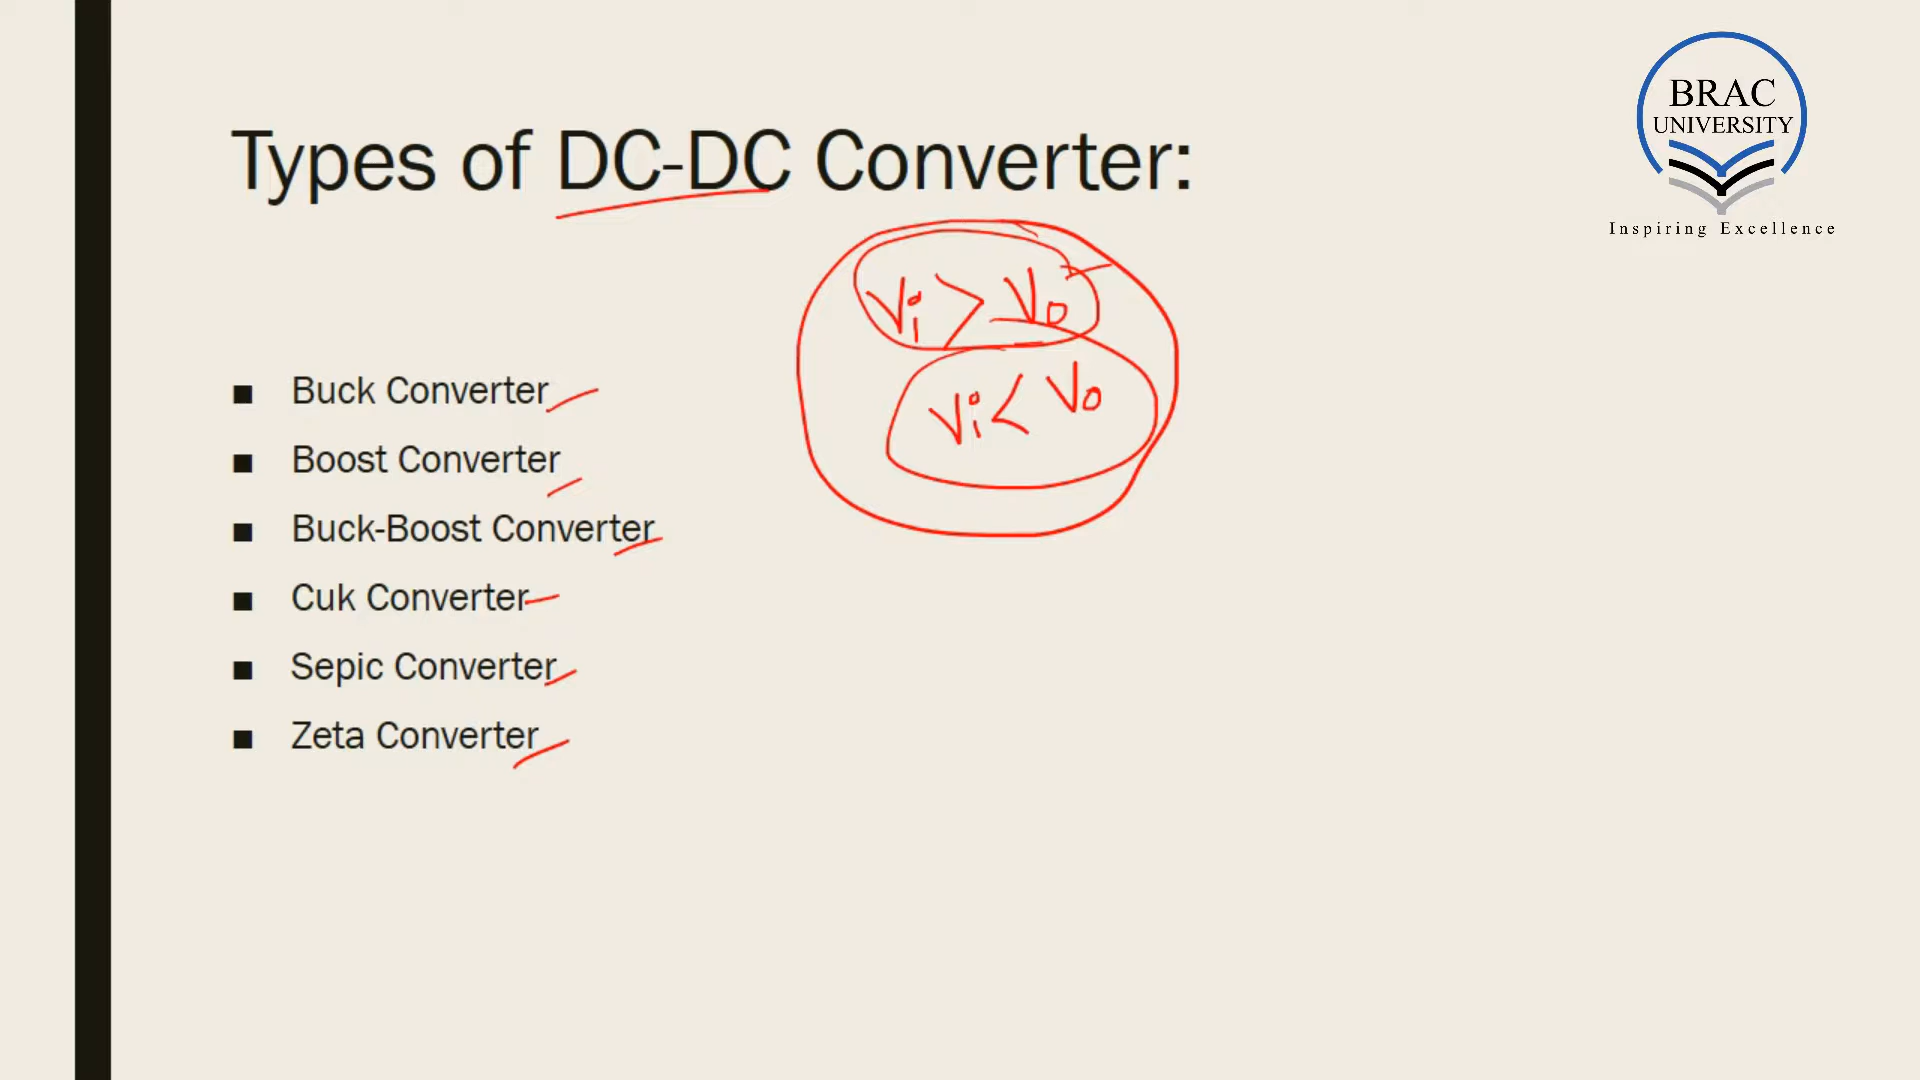 BRAC
UNIVERSITY
Inspiring Excellence
Types of DC-DC Converter:
Vi > Vo
Vi < Vo
■ Buck Converter
■ Boost Converter
■ Buck-Boost Converter
■ Cuk Converter
■ Sepic Converter
■ Zeta Converter